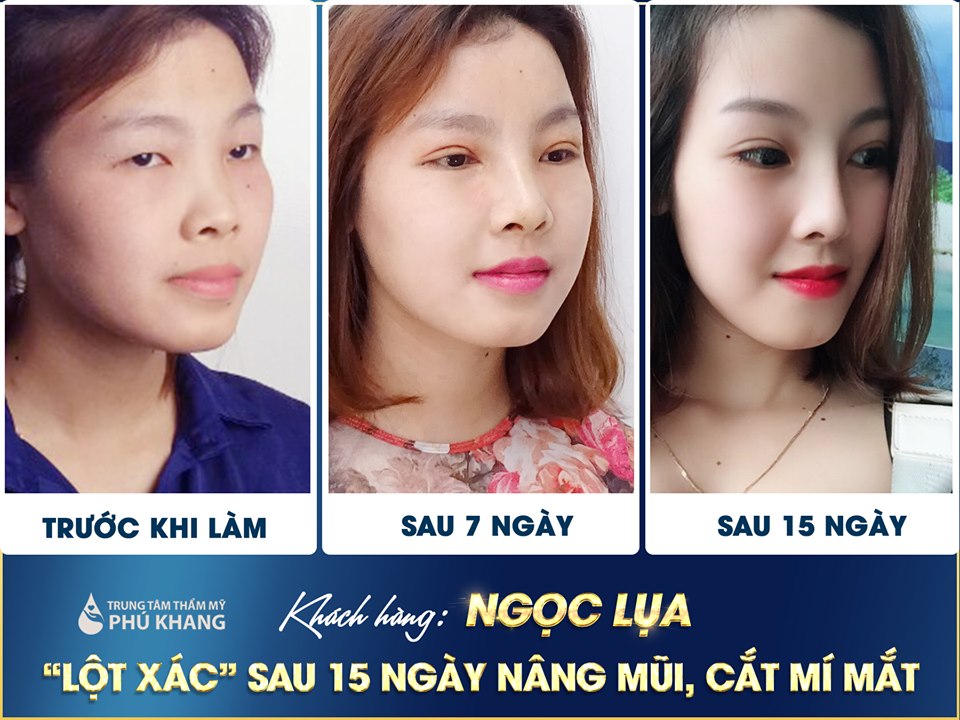 TRƯỚC KHI LÀM
SAU 7 NGÀY
SAU 15 NGÀY
TRUNG TÂM THẨM MỸ
PHÚ KHANG
Khách hàng: NGỌC LỤA
“LỘT XÁC” SAU 15 NGÀY NÂNG MŨI, CẮT MÍ MẮT